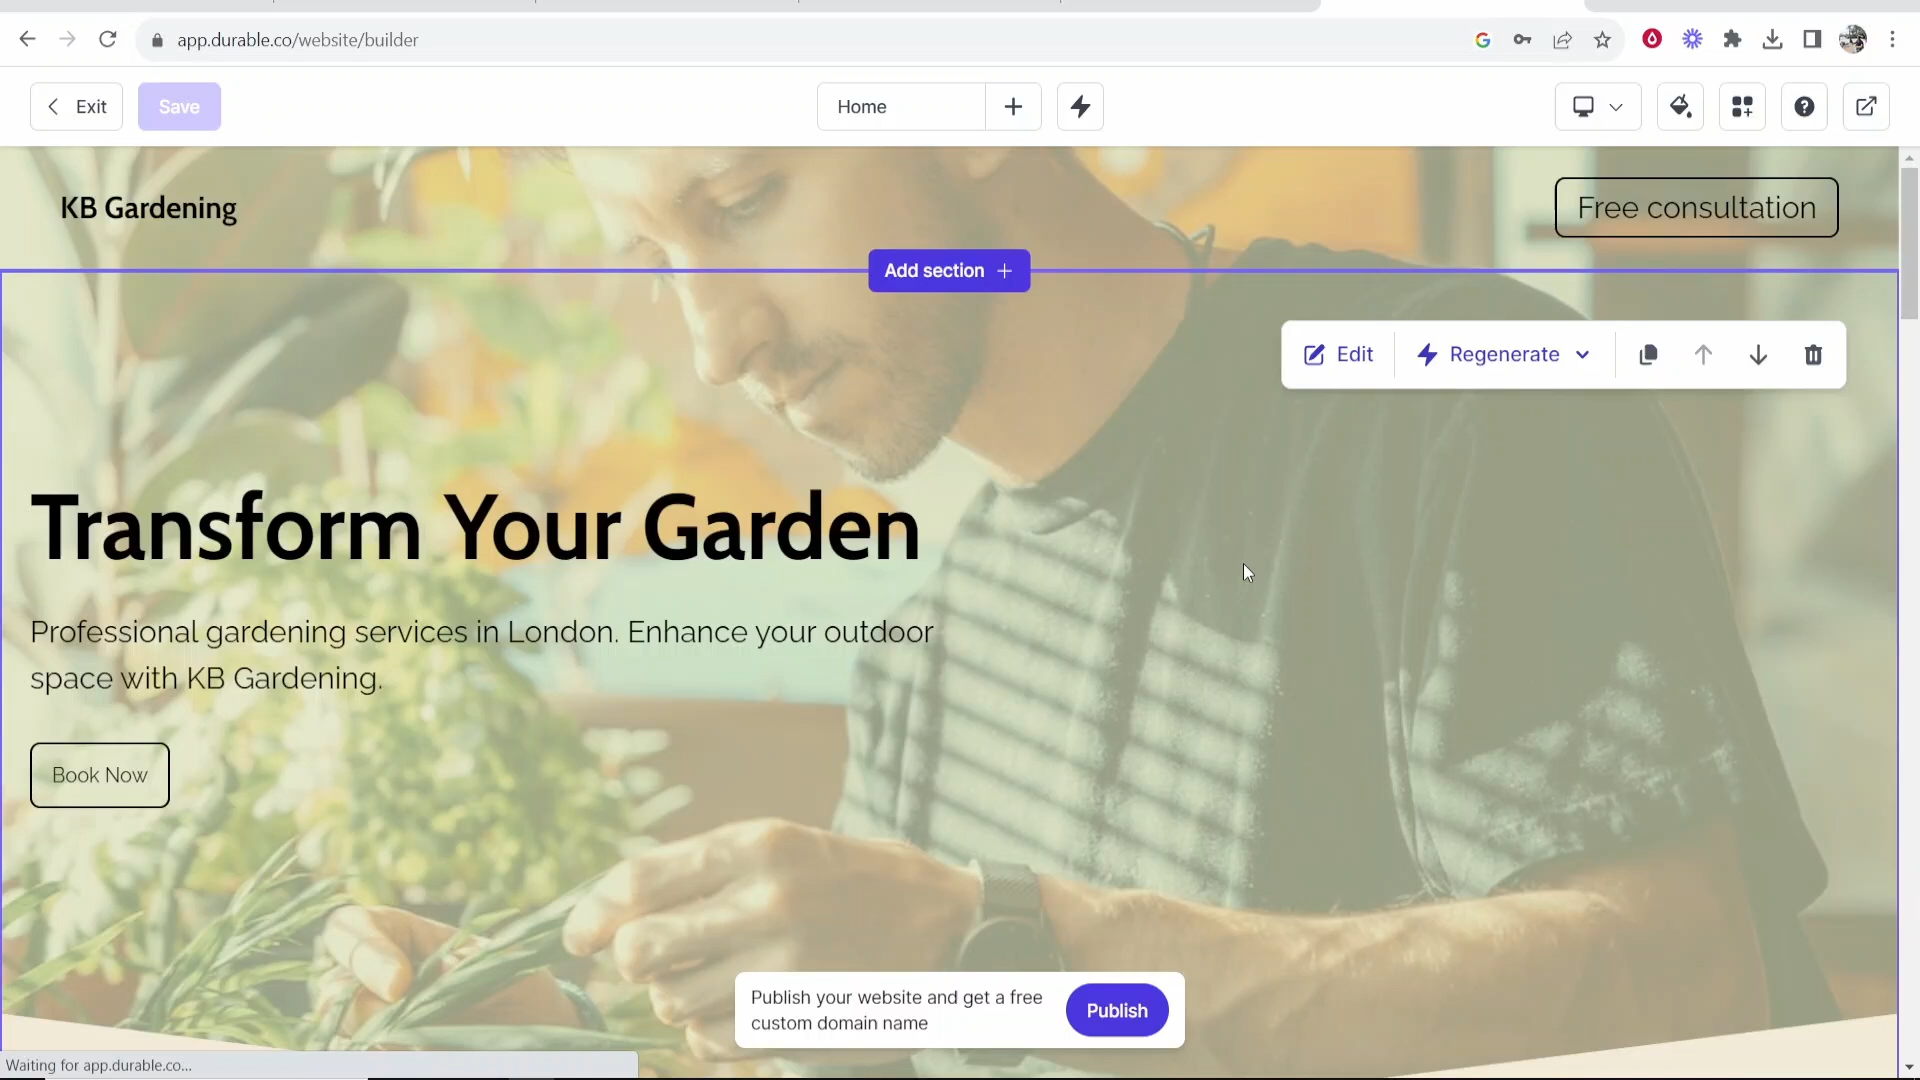 app.durable.co/website/builder
Exit
Save
Home
KB Gardening
Free consultation
Add section
Edit
Regenerate
Transform Your Garden
Professional gardening services in London. Enhance your outdoor
space with KB Gardening.
Book Now
Publish your website and get a free
custom domain name
Publish
Waiting for app.durable.co...